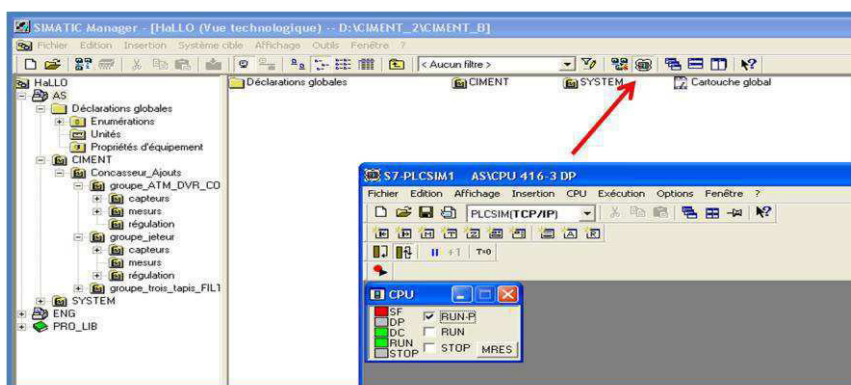 SIMATIC Manager - [HaLLO (Vue technologique) -- D:\CIMENT_2\CIMENT_B]
Fichier Edition Insertion Système cible Affichage Outils Fenêtre ?
< Aucun filtre >
HaLLO
AS
Déclarations globales
Enumérations
Unités
Propriétés d'équipement
CIMENT
Concasseur_Ajouts
groupe_ATM_DVR_CO
capteurs
mesurs
régulation
groupe_jeteur
capteurs
mesurs
régulation
groupe_trois_tapis_FIL1
SYSTEM
ENG
PRO_LIB
Déclarations globales CIMENT SYSTEM Cartouche global
S7-PLCSIM1 AS\CPU 416-3 DP
Fichier Edition Affichage Insertion CPU Exécution Options Fenêtre ?
PLCSIM(TCP/IP)
+1 T=0
CPU
SF
DP RUN-P
DC RUN
RUN
STOP STOP MRES